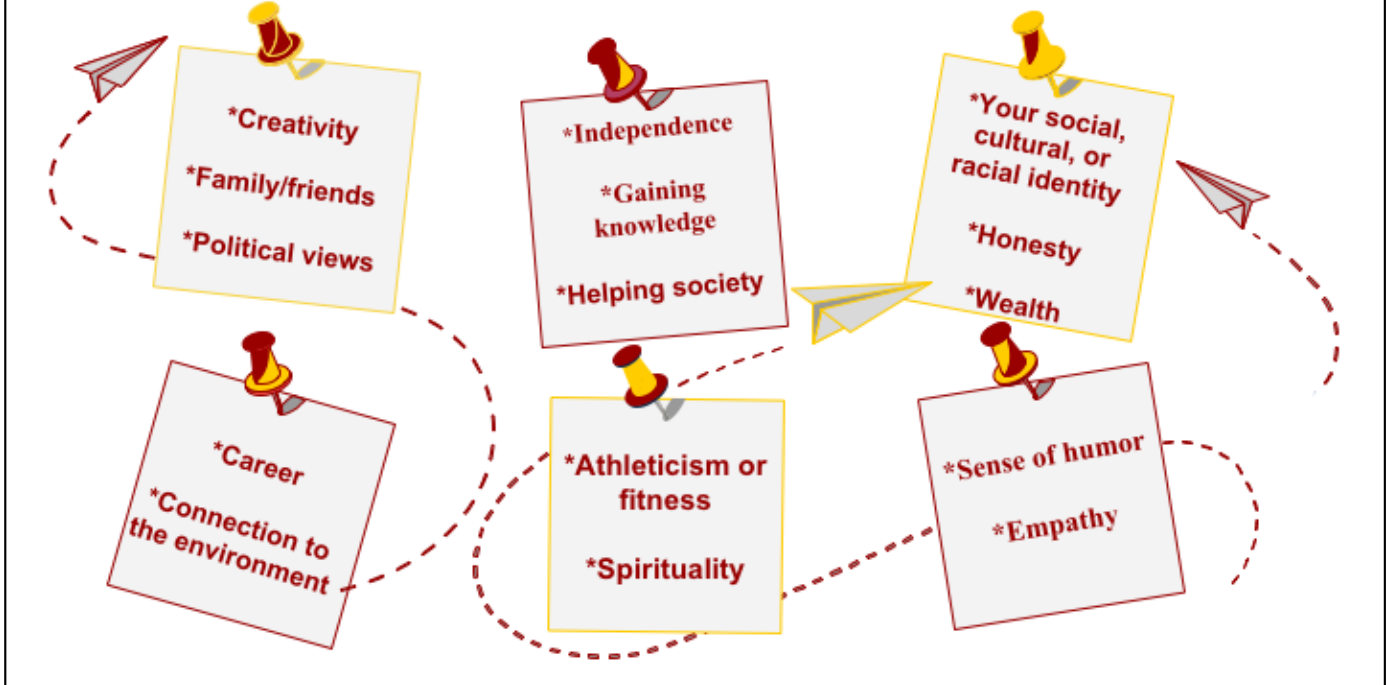 *Creativity
*Family/friends
*Political views
*Independence
*Gaining
knowledge
*Helping society
*Your social,
cultural, or
racial identity
*Honesty
*Wealth
*Career
*Connection to
the environment
*Athleticism or
fitness
*Spirituality
*Sense of humor
*Empathy